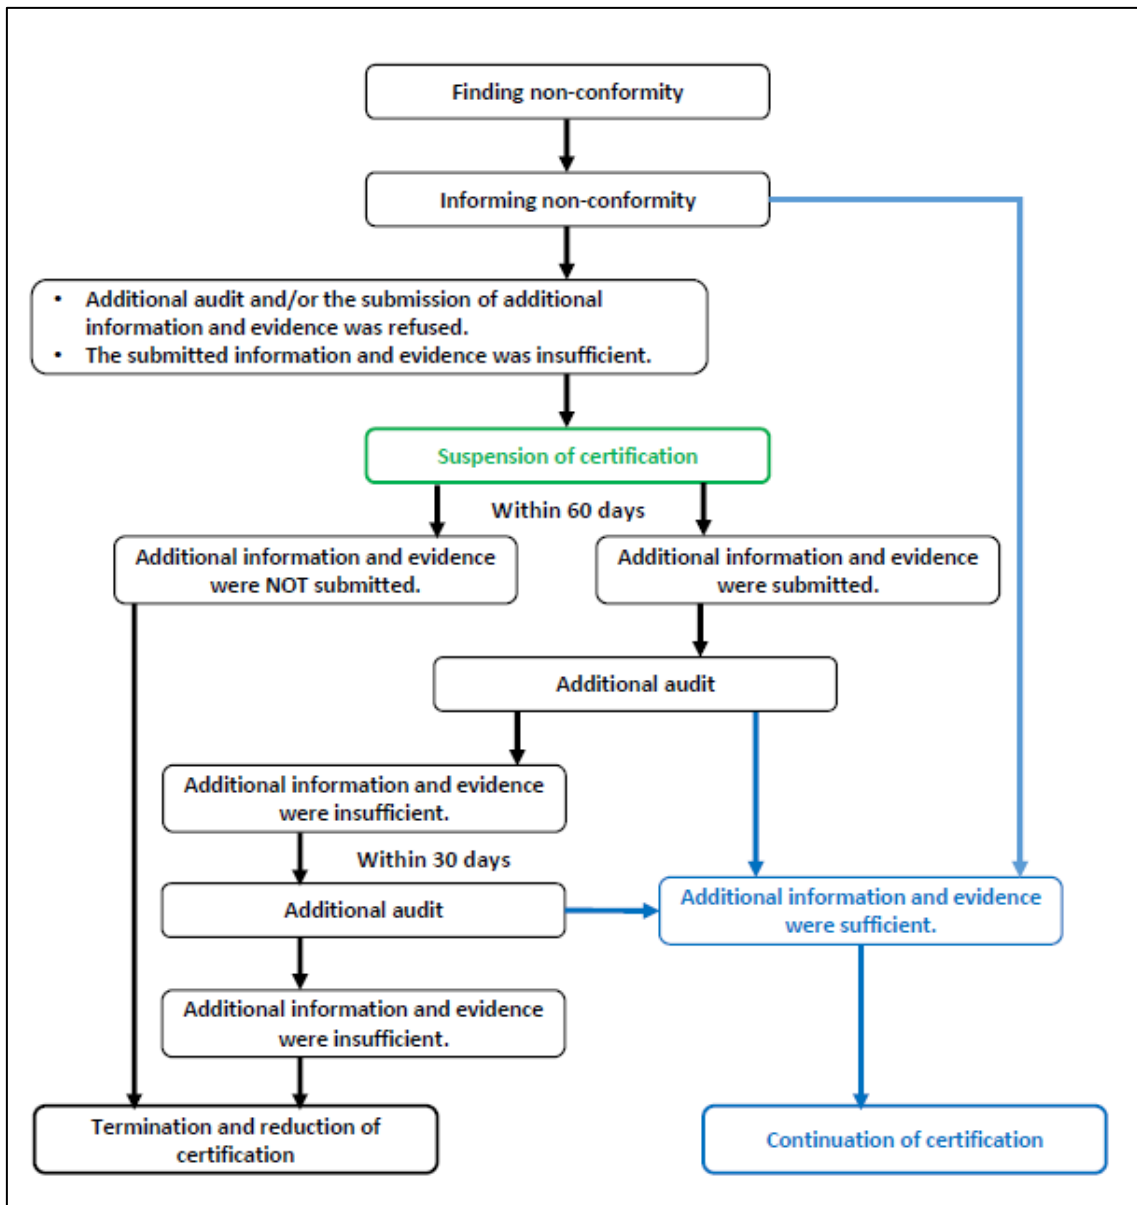 Finding non-conformity
Informing non-conformity
• Additional audit and/or the submission of additional
information and evidence was refused.
• The submitted information and evidence was insufficient.
Suspension of certification
Within 60 days
Additional information and evidence
were NOT submitted.
Additional information and evidence
were submitted.
Additional audit
Additional information and evidence
were insufficient.
Within 30 days
Additional audit
Additional information and evidence
were sufficient.
Additional information and evidence
were insufficient.
Termination and reduction of
certification
Continuation of certification